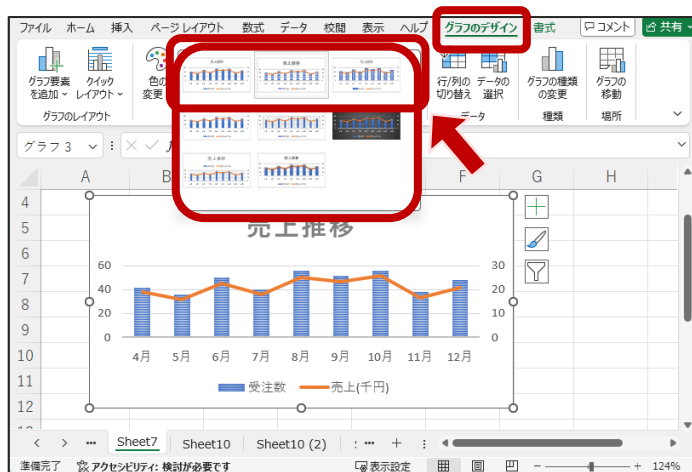 ファイル ホーム 挿入 ページ レイアウト 数式 データ 校閲 表示 ヘルプ グラフのデザイン 書式 コメント 共有
グラフ要素 クイック 色の 行/列の データの グラフの種類 グラフの
を追加 レイアウト 変更 切り替え 選択 の変更 移動
グラフのレイアウト データ 種類 場所
グラフ 3
A B F G H
4
5
6
7
8
9
10
11
12
売上推移
60 30
40 20
20 10
0 0
4月 5月 6月 7月 8月 9月 10月 11月 12月
受注数 売上(千円)
Sheet7 Sheet10 Sheet10 (2)
準備完了 アクセシビリティ: 検討が必要です 表示設定 124%